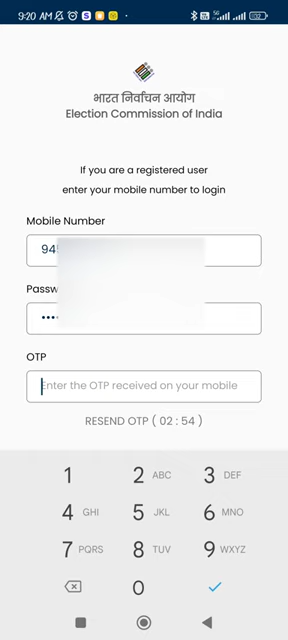 9:20 AM
भारत निर्वाचन आयोग
Election Commission of India
If you are a registered user
enter your mobile number to login
Mobile Number
Password
OTP
Enter the OTP received on your mobile
RESEND OTP ( 02 : 54 )
1 2 ABC 3 DEF
4 GHI 5 JKL 6 MNO
7 PQRS 8 TUV 9 WXYZ
0